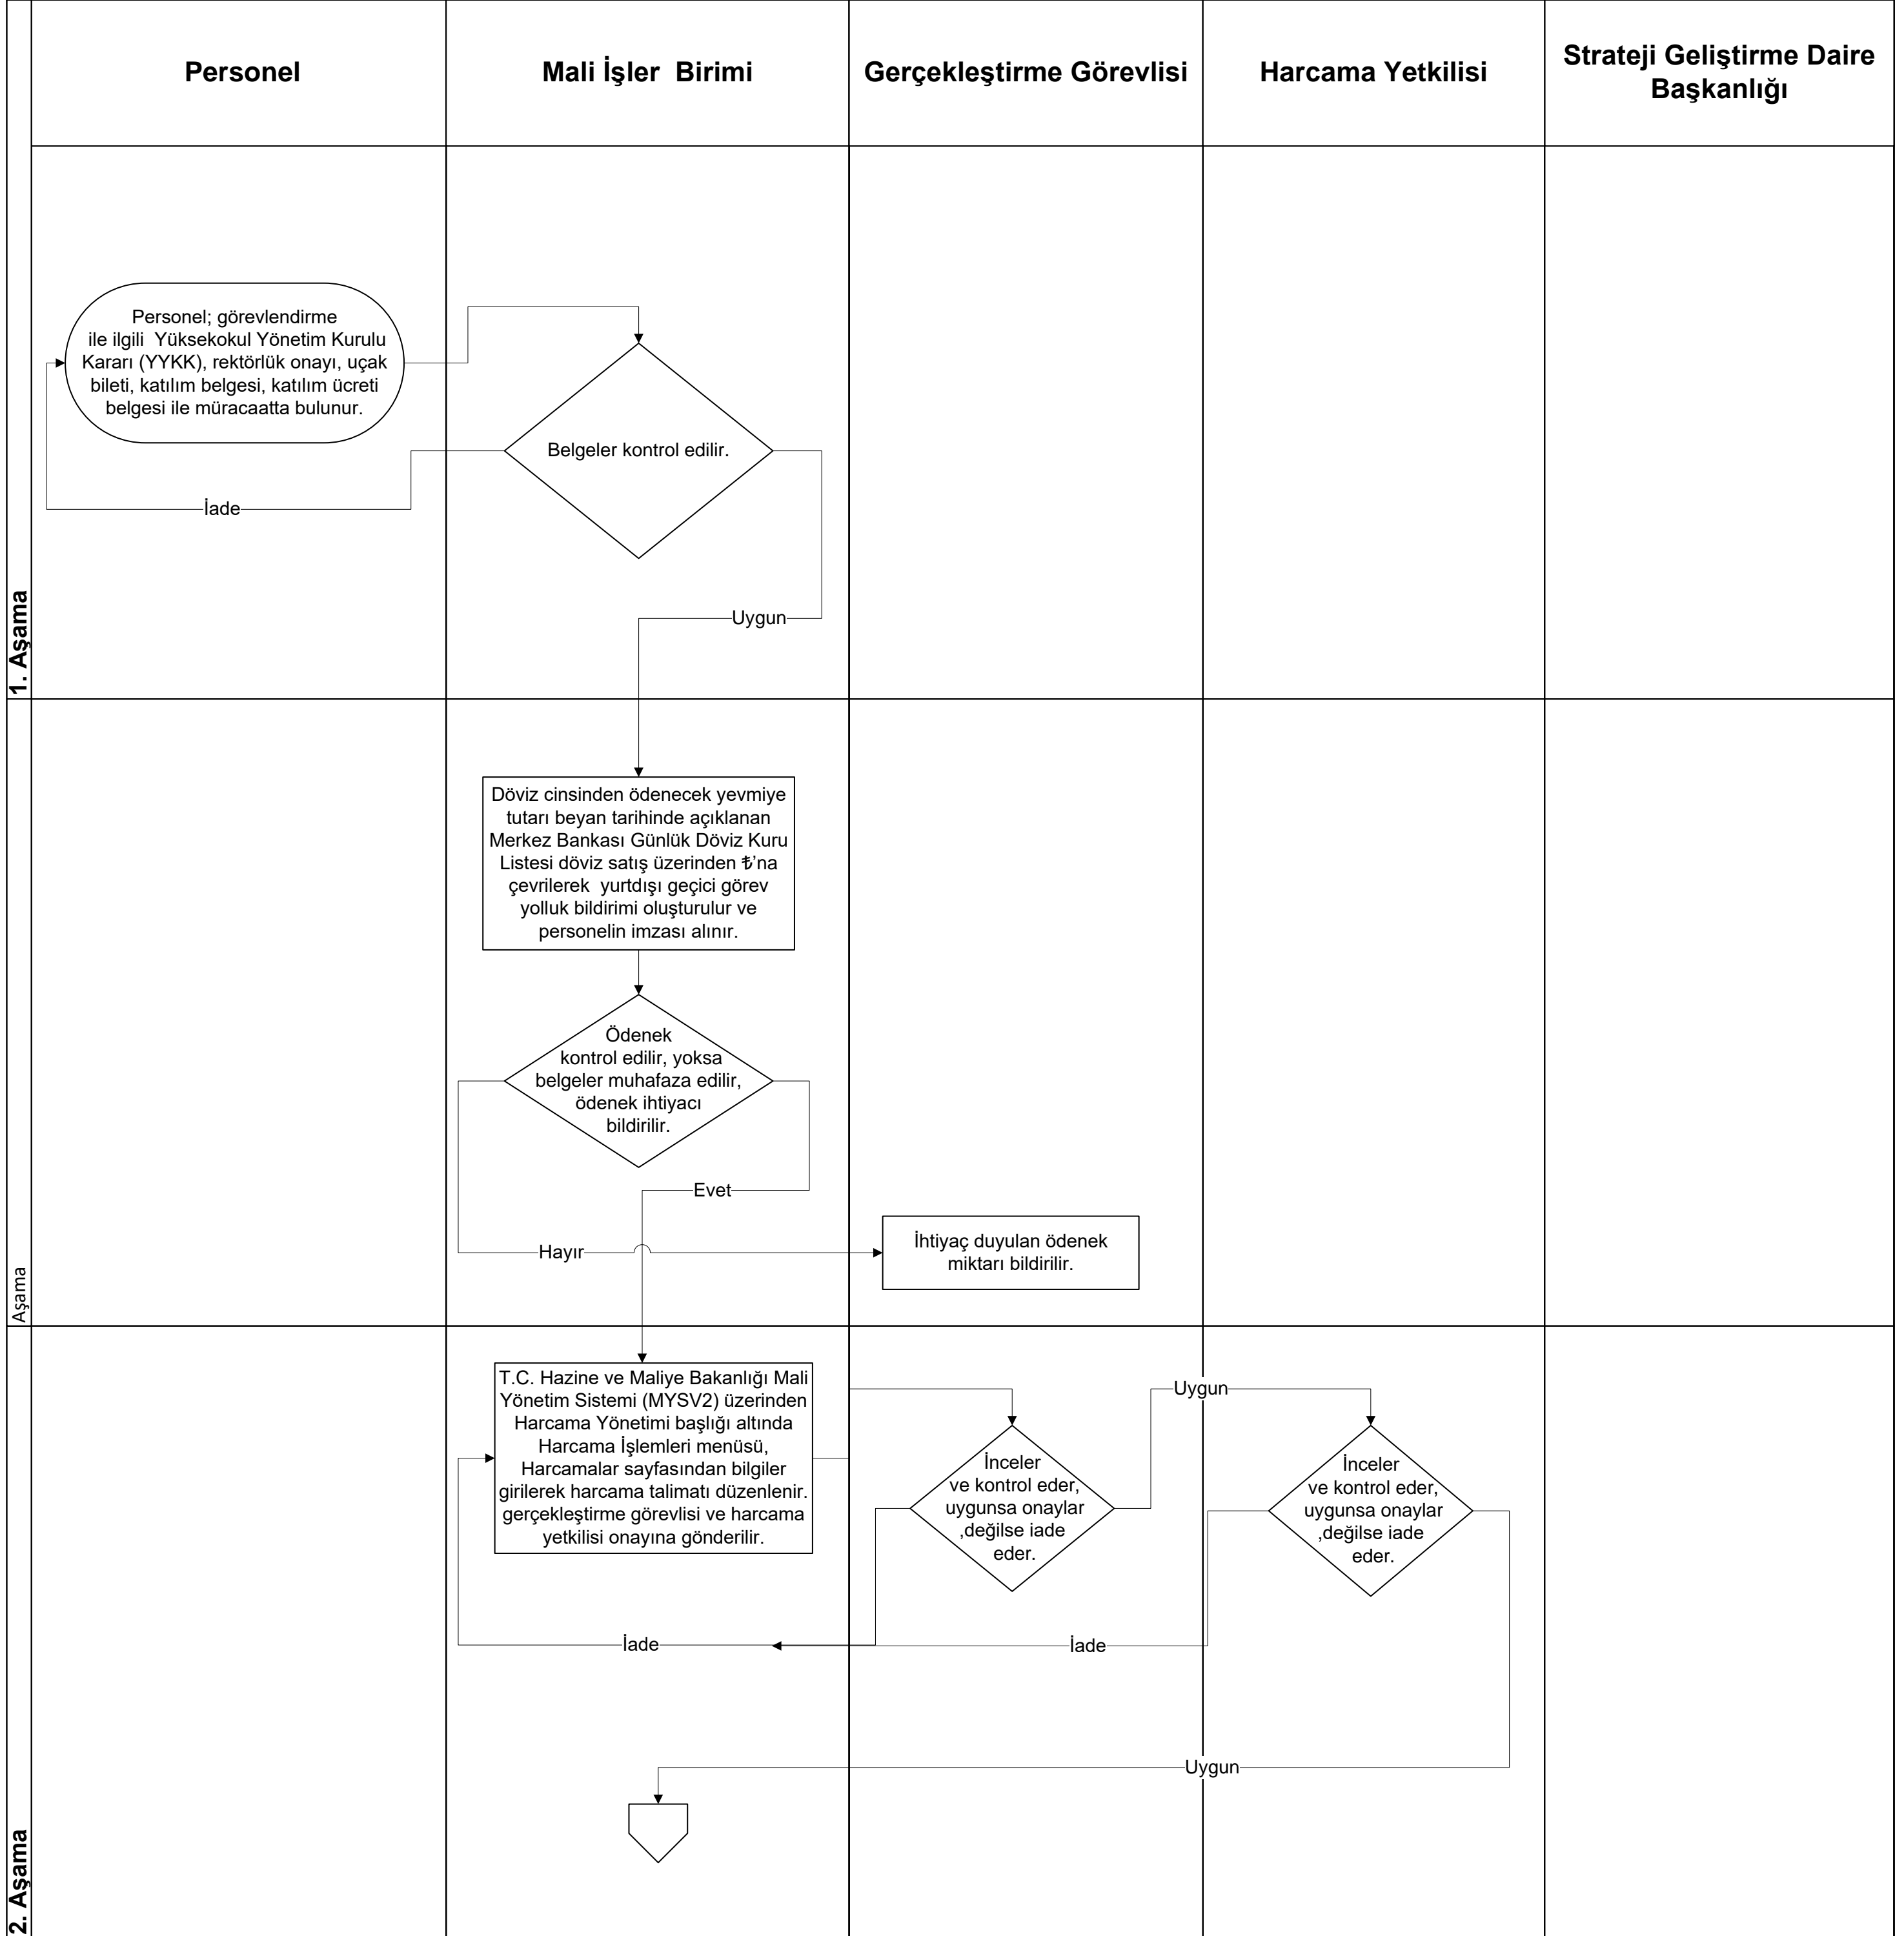 Personel
Mali İşler  Birimi
Gerçekleştirme Görevlisi
Harcama Yetkilisi
Strateji Geliştirme Daire
Başkanlığı
1. Aşama
Personel; görevlendirme
ile ilgili  Yüksekokul Yönetim Kurulu
Kararı (YYKK), rektörlük onayı, uçak
bileti, katılım belgesi, katılım ücreti
belgesi ile müracaatta bulunur.
Belgeler kontrol edilir.
İade
Uygun
Aşama
Döviz cinsinden ödenecek yevmiye
tutarı beyan tarihinde açıklanan
Merkez Bankası Günlük Döviz Kuru
Listesi döviz satış üzerinden ₺’na
çevrilerek  yurtdışı geçici görev
yolluk bildirimi oluşturulur ve
personelin imzası alınır.
Ödenek
kontrol edilir, yoksa
belgeler muhafaza edilir,
ödenek ihtiyacı
bildirilir.
Evet
Hayır
İhtiyaç duyulan ödenek
miktarı bildirilir.
2. Aşama
T.C. Hazine ve Maliye Bakanlığı Mali
Yönetim Sistemi (MYSV2) üzerinden
Harcama Yönetimi başlığı altında
Harcama İşlemleri menüsü,
Harcamalar sayfasından bilgiler
girilerek harcama talimatı düzenlenir.
gerçekleştirme görevlisi ve harcama
yetkilisi onayına gönderilir.
İnceler
ve kontrol eder,
uygunsa onaylar
,değilse iade
eder.
Uygun
İnceler
ve kontrol eder,
uygunsa onaylar
,değilse iade
eder.
İade
İade
Uygun